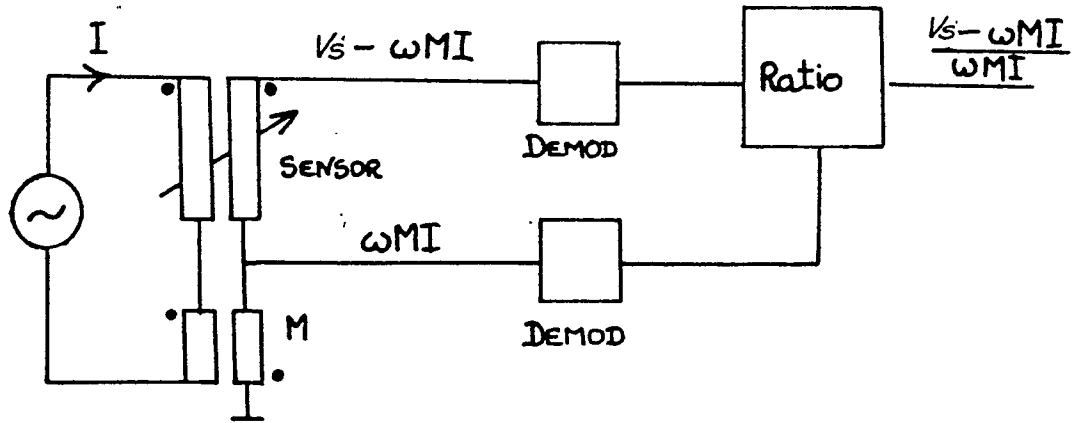 I
Vs - ωMI
Vs - ωMI
ωMI
Ratio
DEMOD
SENSOR
ωMI
M
DEMOD